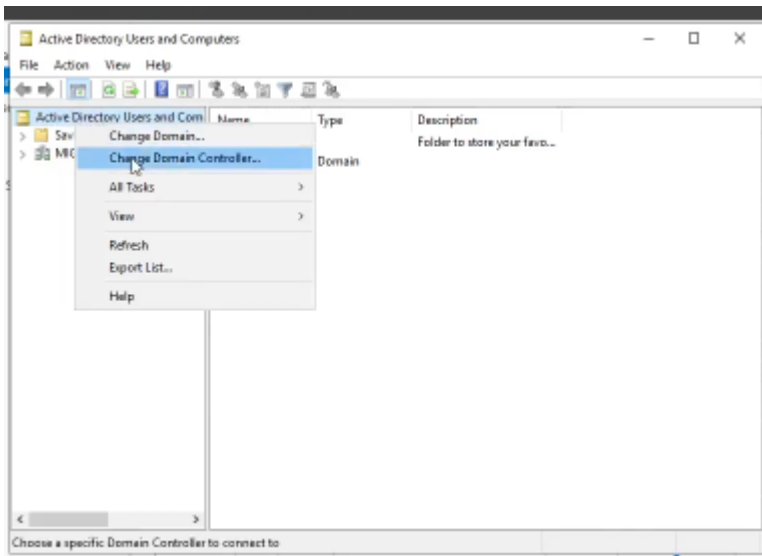 Active Directory Users and Computers
File Action View Help
Active Directory Users and Com
Name Type Description
Sav
Folder to store your favo...
MIC
Domain
Change Domain...
Change Domain Controller...
All Tasks
View
Refresh
Export List...
Help
Choose a specific Domain Controller to connect to